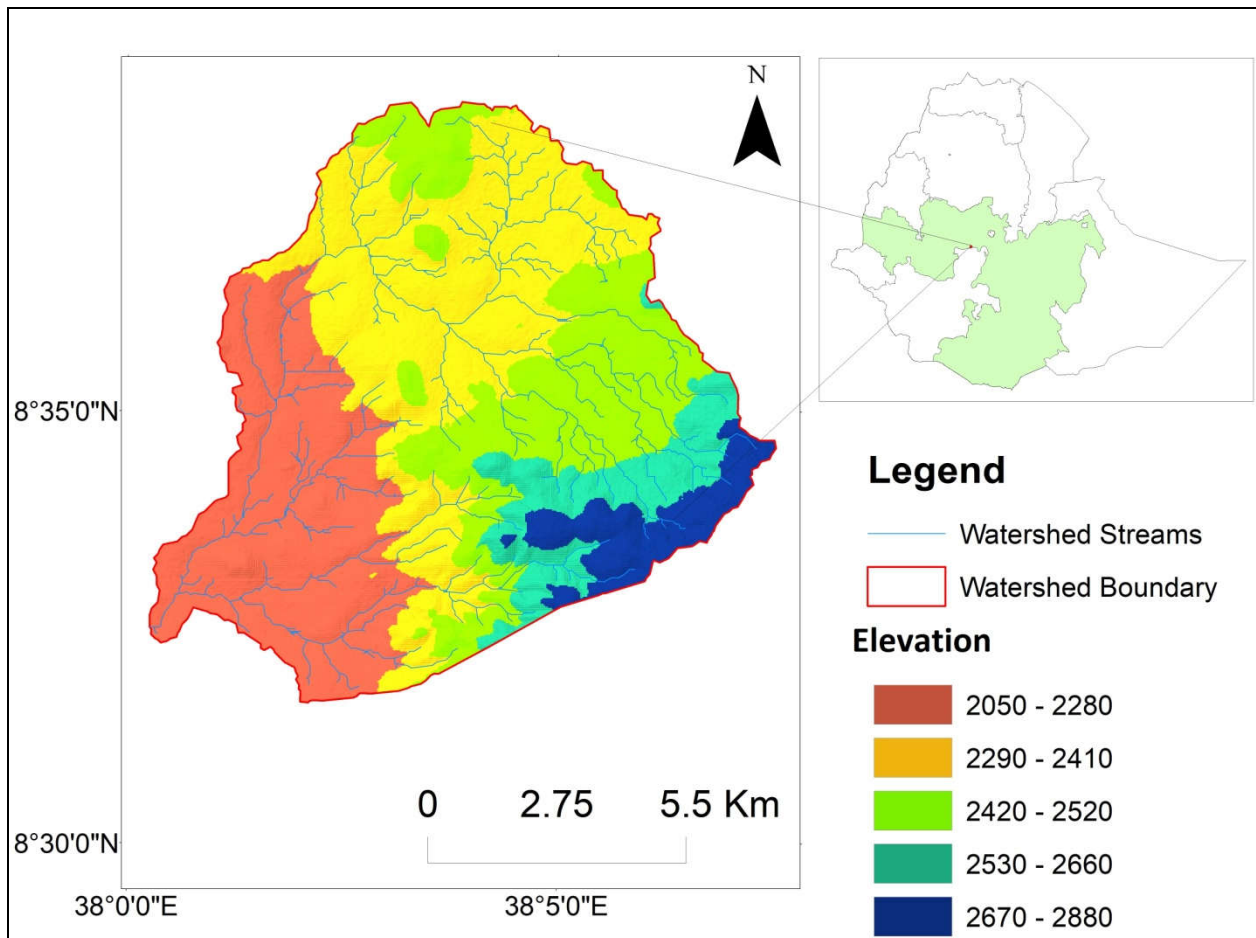 N
8°35'0"N
8°30'0"N
38°0'0"E
38°5'0"E
0 2.75 5.5 Km
Legend
Watershed Streams
Watershed Boundary
Elevation
2050 - 2280
2290 - 2410
2420 - 2520
2530 - 2660
2670 - 2880